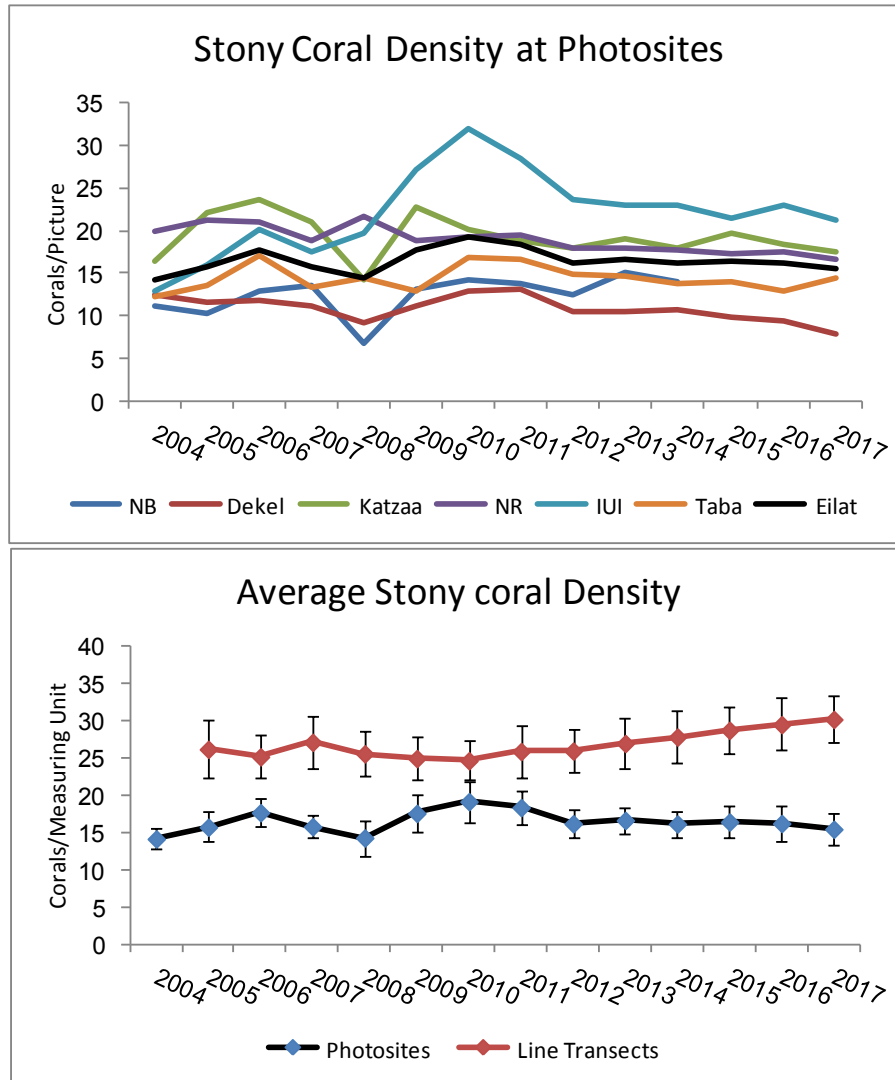 Stony Coral Density at Photosites
Corals/Picture
35
30
25
20
15
10
5
0
2004 2005 2006 2007 2008 2009 2010 2011 2012 2013 2014 2015 2016 2017
NB Dekel Katzaa NR IUI Taba Eilat
Average Stony coral Density
Corals/Measuring Unit
40
35
30
25
20
15
10
5
0
2004 2005 2006 2007 2008 2009 2010 2011 2012 2013 2014 2015 2016 2017
Photosites Line Transects